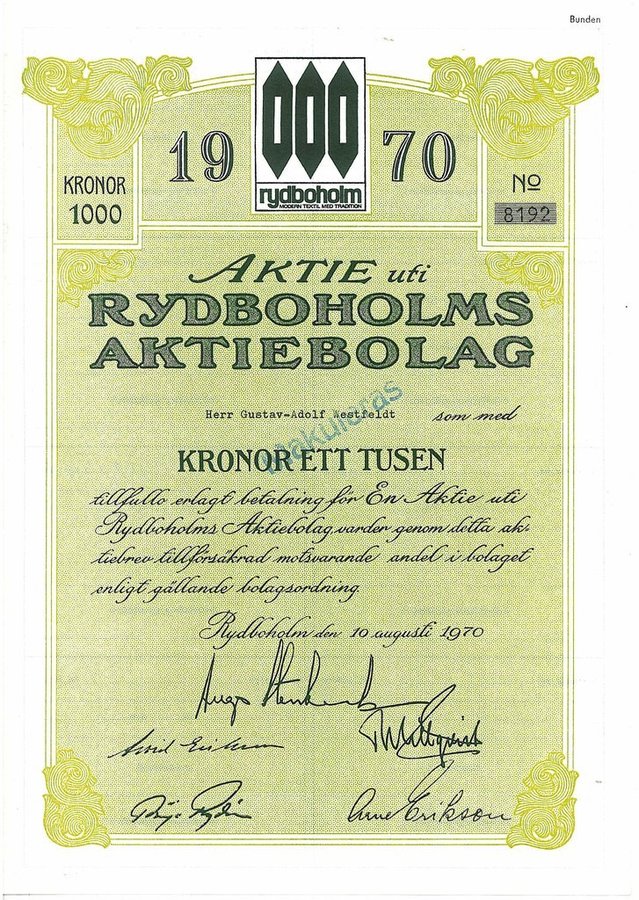 Bunden
19 70
rydboholm
MODERN TEXTIL MED TRADITION
KRONOR
1000
No
8192
AKTIE uti
RYDBOHOLMS
AKTIEBOLAG
Herr Gustav-Adolf Westfeldt som med
Makuleras
KRONOR ETT TUSEN
tillfullo erlagt betalning för En Aktie uti
Rydboholms Aktiebolag, varder genom detta ak-
tiebrev tillförsäkrad motsvarande andel i bolaget
enligt gällande bolagsordning.
Rydboholm den 10 augusti 1970
Arne Erikson